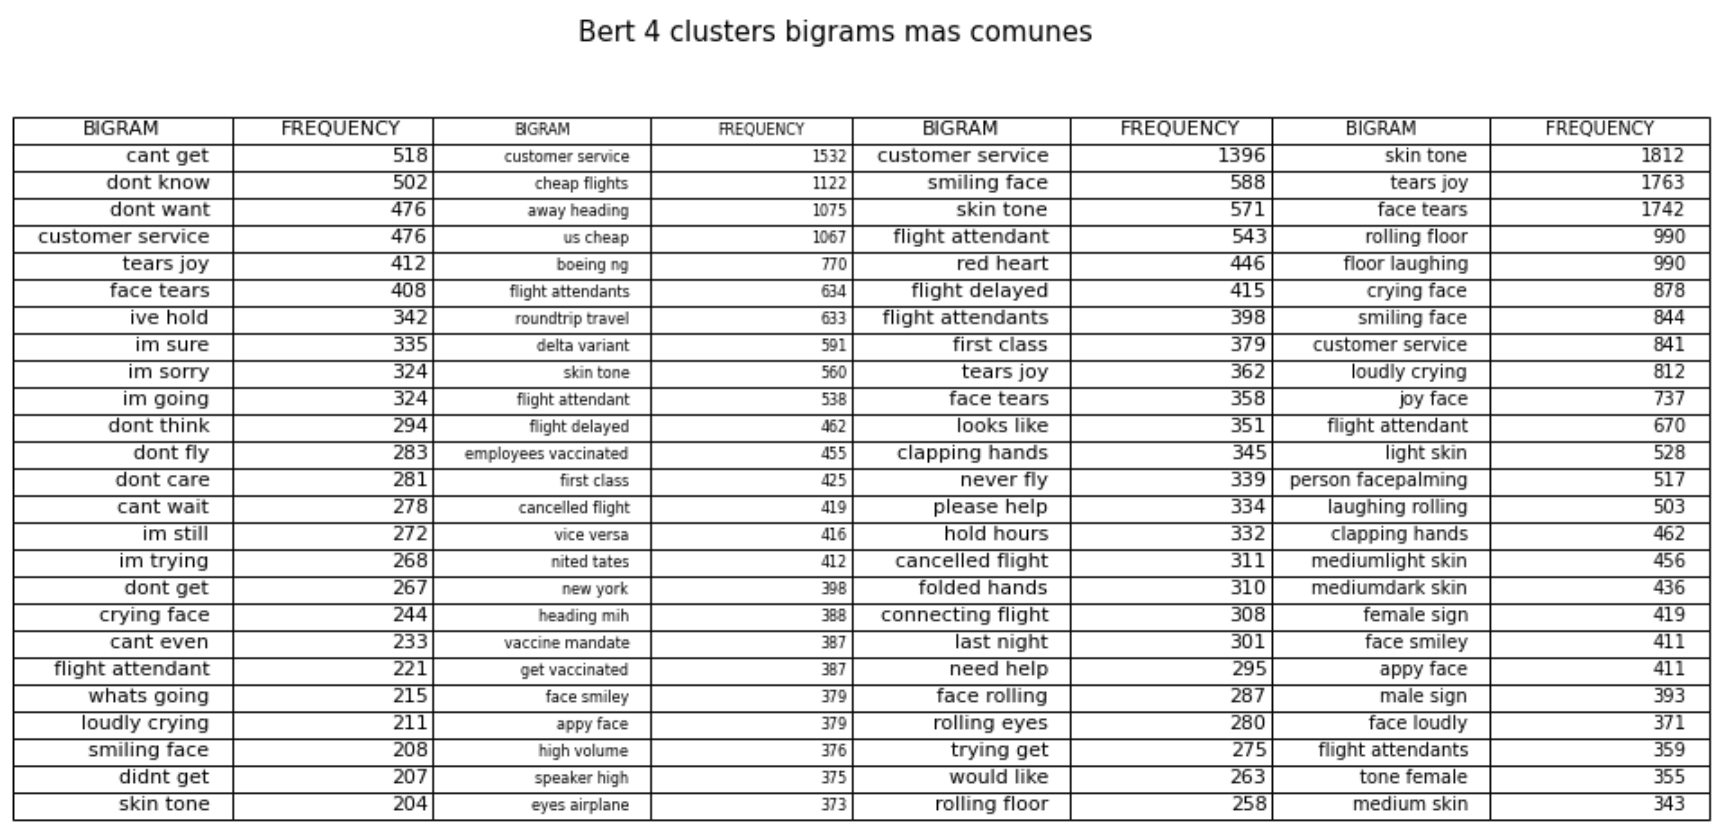 Bert 4 clusters bigrams mas comunes
BIGRAM FREQUENCY BIGRAM FREQUENCY BIGRAM FREQUENCY BIGRAM FREQUENCY
cant get 518 customer service 1532 customer service 1396 skin tone 1812
dont know 502 cheap flights 1122 smiling face 588 tears joy 1763
dont want 476 away heading 1075 skin tone 571 face tears 1742
customer service 476 us cheap 1067 flight attendant 543 rolling floor 990
tears joy 412 boeing ng 770 red heart 446 floor laughing 990
face tears 408 flight attendants 634 flight delayed 415 crying face 878
ive hold 342 roundtrip travel 633 flight attendants 398 smiling face 844
im sure 335 delta variant 591 first class 379 customer service 841
im sorry 324 skin tone 560 tears joy 362 loudly crying 812
im going 324 flight attendant 538 face tears 358 joy face 737
dont think 294 flight delayed 462 looks like 351 flight attendant 670
dont fly 283 employees vaccinated 455 clapping hands 345 light skin 528
dont care 281 first class 425 never fly 339 person facepalming 517
cant wait 278 cancelled flight 419 please help 334 laughing rolling 503
im still 272 vice versa 416 hold hours 332 clapping hands 462
im trying 268 nited tates 412 cancelled flight 311 mediumlight skin 456
dont get 267 new york 398 folded hands 310 mediumdark skin 436
crying face 244 heading mih 388 connecting flight 308 female sign 419
cant even 233 vaccine mandate 387 last night 301 face smiley 411
flight attendant 221 get vaccinated 387 need help 295 appy face 411
whats going 215 face smiley 379 face rolling 287 male sign 393
loudly crying 211 appy face 379 rolling eyes 280 face loudly 371
smiling face 208 high volume 376 trying get 275 flight attendants 359
didnt get 207 speaker high 375 would like 263 tone female 355
skin tone 204 eyes airplane 373 rolling floor 258 medium skin 343